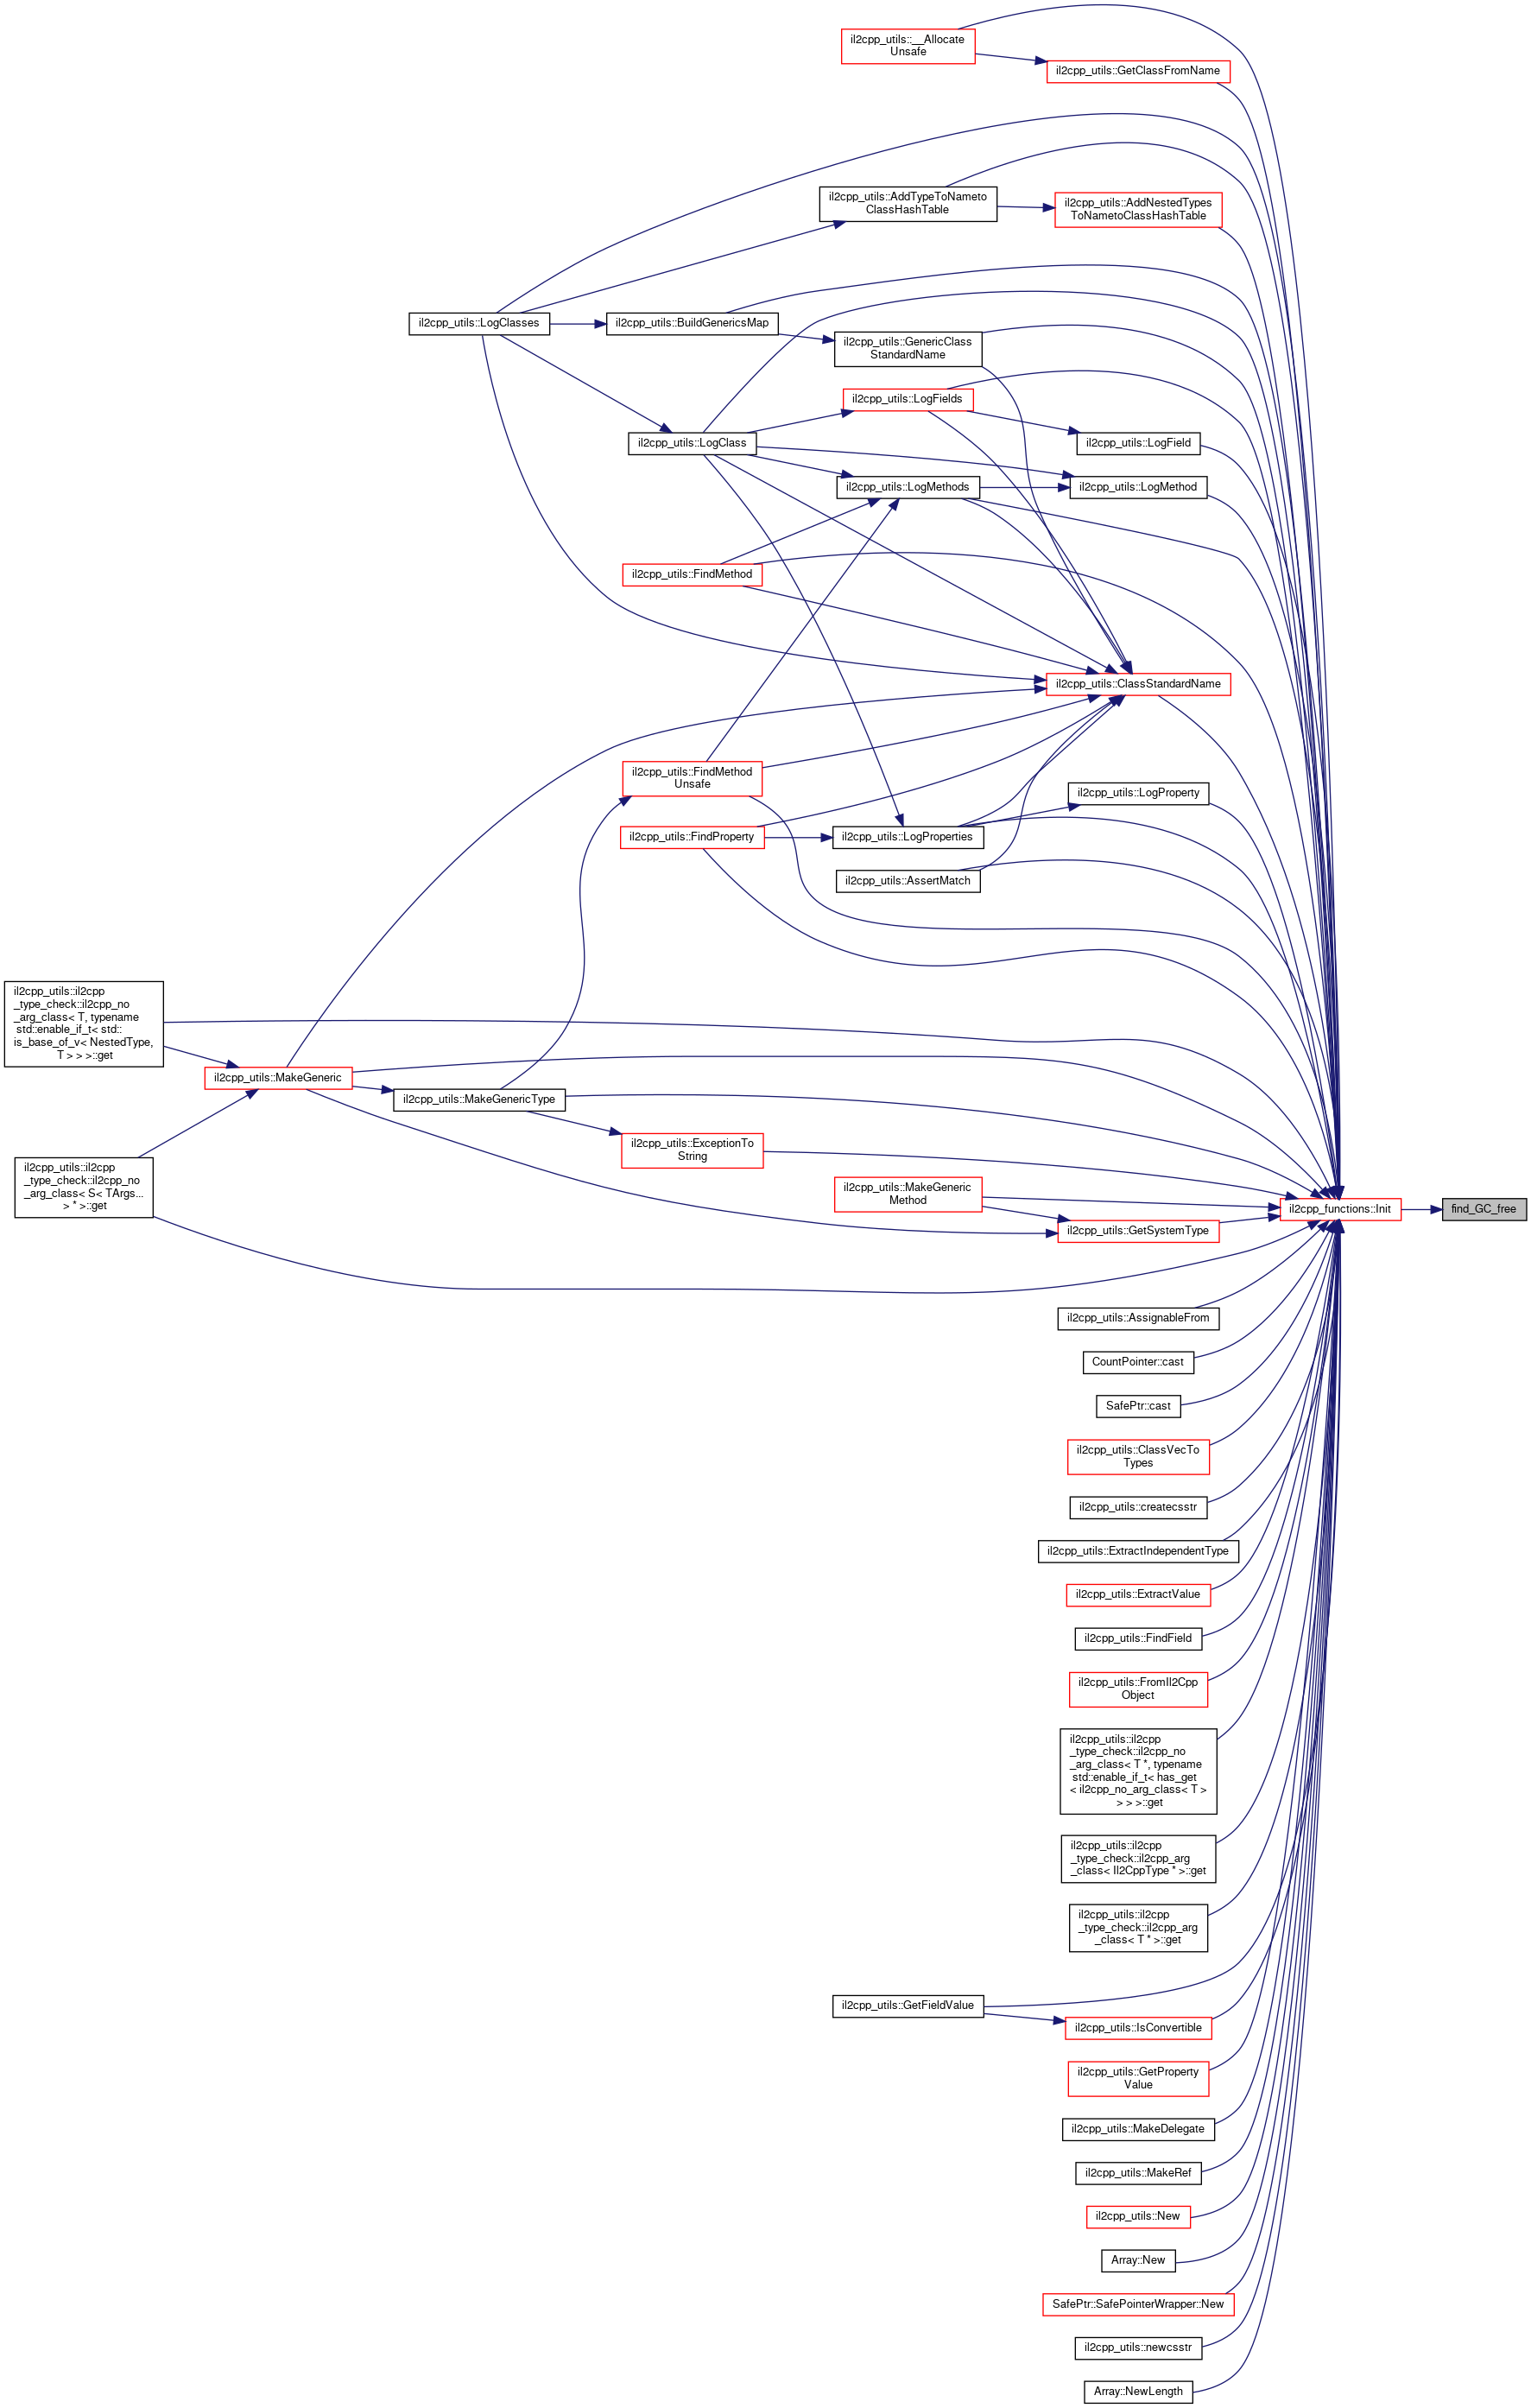 il2cpp_utils::__Allocate
Unsafe
il2cpp_utils::GetClassFromName
il2cpp_utils::AddTypeToNameto
ClassHashTable
il2cpp_utils::AddNestedTypes
ToNametoClassHashTable
il2cpp_utils::LogClasses
il2cpp_utils::BuildGenericsMap
il2cpp_utils::GenericClass
StandardName
il2cpp_utils::LogFields
il2cpp_utils::LogClass
il2cpp_utils::LogField
il2cpp_utils::LogMethods
il2cpp_utils::LogMethod
il2cpp_utils::FindMethod
il2cpp_utils::ClassStandardName
il2cpp_utils::FindMethod
Unsafe
il2cpp_utils::LogProperty
il2cpp_utils::FindProperty
il2cpp_utils::LogProperties
il2cpp_utils::AssertMatch
il2cpp_utils::il2cpp
_type_check::il2cpp_no
_arg_class< T, typename
std::enable_if_t< std::
is_base_of_v< NestedType,
T > > >::get
il2cpp_utils::MakeGeneric
il2cpp_utils::MakeGenericType
il2cpp_utils::ExceptionTo
String
il2cpp_utils::il2cpp
_type_check::il2cpp_no
_arg_class< S< TArgs...
> * >::get
il2cpp_utils::MakeGeneric
Method
il2cpp_utils::GetSystemType
il2cpp_functions::Init
find_GC_free
il2cpp_utils::AssignableFrom
CountPointer::cast
SafePtr::cast
il2cpp_utils::ClassVecTo
Types
il2cpp_utils::createcsstr
il2cpp_utils::ExtractIndependentType
il2cpp_utils::ExtractValue
il2cpp_utils::FindField
il2cpp_utils::FromIl2Cpp
Object
il2cpp_utils::il2cpp
_type_check::il2cpp_no
_arg_class< T *, typename
std::enable_if_t< has_get
< il2cpp_no_arg_class< T >
> > >::get
il2cpp_utils::il2cpp
_type_check::il2cpp_arg
_class< Il2CppType * >::get
il2cpp_utils::il2cpp
_type_check::il2cpp_arg
_class< T * >::get
il2cpp_utils::GetFieldValue
il2cpp_utils::IsConvertible
il2cpp_utils::GetProperty
Value
il2cpp_utils::MakeDelegate
il2cpp_utils::MakeRef
il2cpp_utils::New
Array::New
SafePtr::SafePointerWrapper::New
il2cpp_utils::newcsstr
Array::NewLength